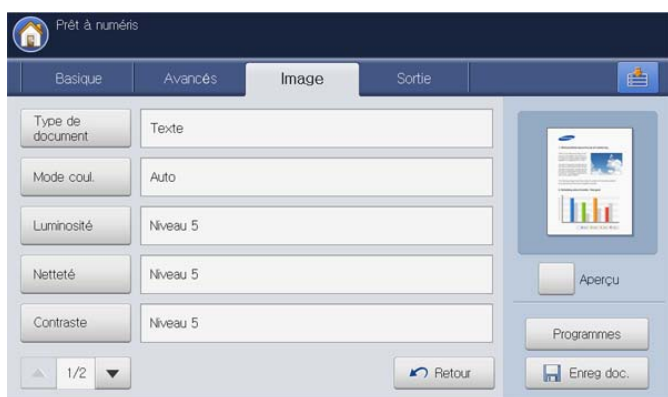 Prêt à numéris
Basique
Avancés
Image
Sortie
Type de
document
Texte
Mode coul.
Auto
Luminosité
Niveau 5
Netteté
Niveau 5
Contraste
Niveau 5
1/2
Retour
Aperçu
Programmes
Enreg doc.